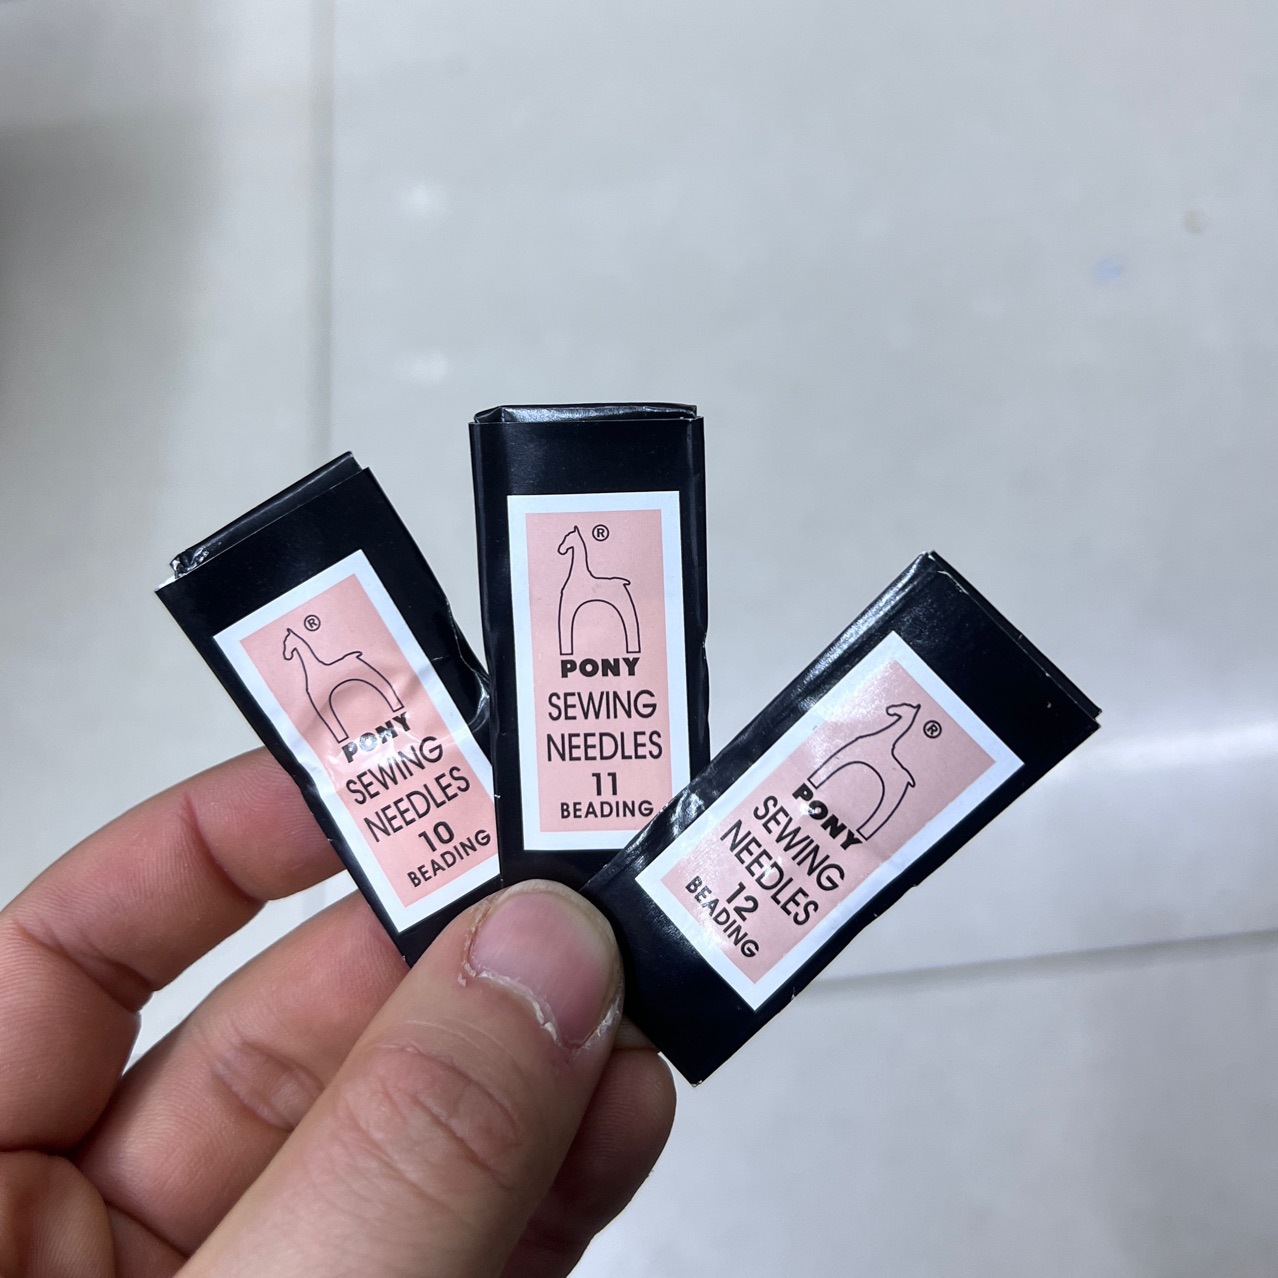 ®
PONY
SEWING
NEEDLES
10
BEADING
®
PONY
SEWING
NEEDLES
11
BEADING
®
PONY
SEWING
NEEDLES
12
BEADING